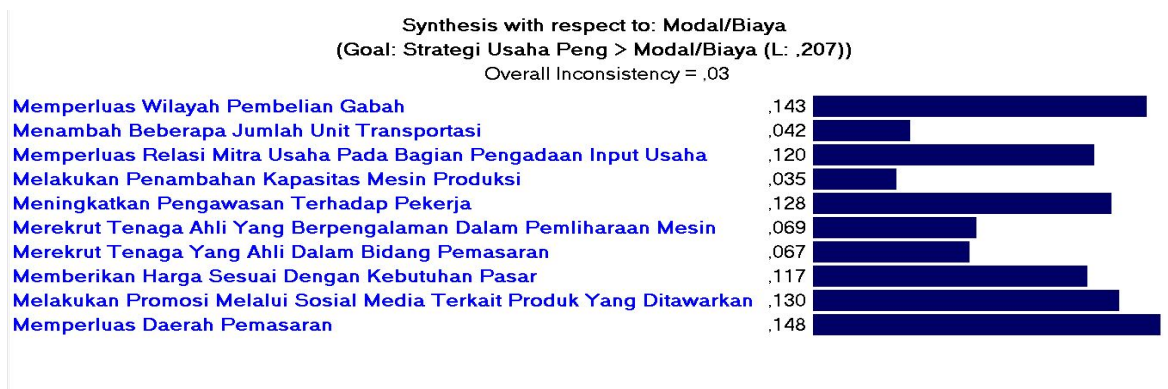 Synthesis with respect to: Modal/Biaya
(Goal: Strategi Usaha Peng > Modal/Biaya (L: ,207))
Overall Inconsistency = ,03
Memperluas Wilayah Pembelian Gabah ,143
Menambah Beberapa Jumlah Unit Transportasi ,042
Memperluas Relasi Mitra Usaha Pada Bagian Pengadaan Input Usaha ,120
Melakukan Penambahan Kapasitas Mesin Produksi ,035
Meningkatkan Pengawasan Terhadap Pekerja ,128
Merekrut Tenaga Ahli Yang Berpengalaman Dalam Pemliharaan Mesin ,069
Merekrut Tenaga Yang Ahli Dalam Bidang Pemasaran ,067
Memberikan Harga Sesuai Dengan Kebutuhan Pasar ,117
Melakukan Promosi Melalui Sosial Media Terkait Produk Yang Ditawarkan ,130
Memperluas Daerah Pemasaran ,148